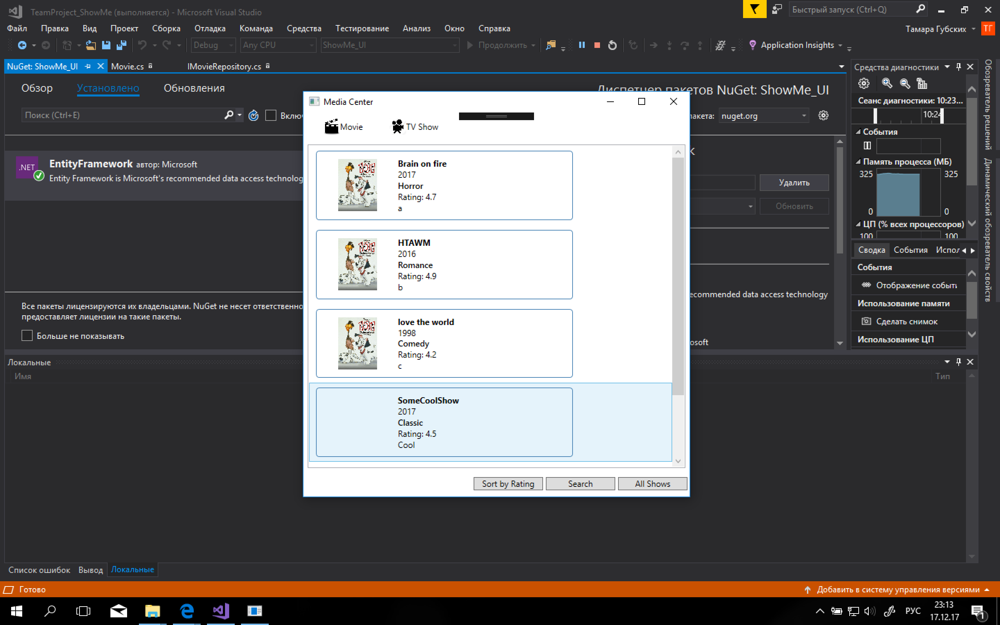 TeamProject_ShowMe (выполняется) - Microsoft Visual Studio
Быстрый запуск (Ctrl+Q)
Файл Правка Вид Проект Сборка Отладка Команда Средства Тестирование Анализ Окно Справка
Тамара Губских
ТГ
Debug
Any CPU
ShowMe_UI
Продолжить
Application Insights
NuGet: ShowMe_UI
Movie.cs
IMovieRepository.cs
Обзор
Установлено
Обновления
Диспетчер пакетов NuGet: ShowMe_UI
Поиск (Ctrl+E)
Включ
пакета:
nuget.org
.NET
EntityFramework автор: Microsoft
Entity Framework is Microsoft's recommended data access technolog
Все пакеты лицензируются их владельцами. NuGet не несет ответственно
предоставляет лицензии на такие пакеты.
Больше не показывать
Удалить
Обновить
ecommended data access technology
osoft
Media Center
Movie
TV Show
Brain on fire
2017
Horror
Rating: 4.7
a
HTAWM
2016
Romance
Rating: 4.9
b
love the world
1998
Comedy
Rating: 4.2
c
SomeCoolShow
2017
Classic
Rating: 4.5
Cool
Sort by Rating
Search
All Shows
Средства диагностики
Сеанс диагностики: 10:23...
10:24
События
Память процесса (МБ)
325
325
0
0
ЦП (% всех процессоров)
100
100
Сводка
События
Испол
События
Отображение событи
Использование памяти
Сделать снимок
Использование ЦП
Обозреватель решений
Динамический обозреватель свойств
Локальные
Имя
Тип
Список ошибок
Вывод
Локальные
Готово
Добавить в систему управления версиями
РУС
23:13
17.12.17
1